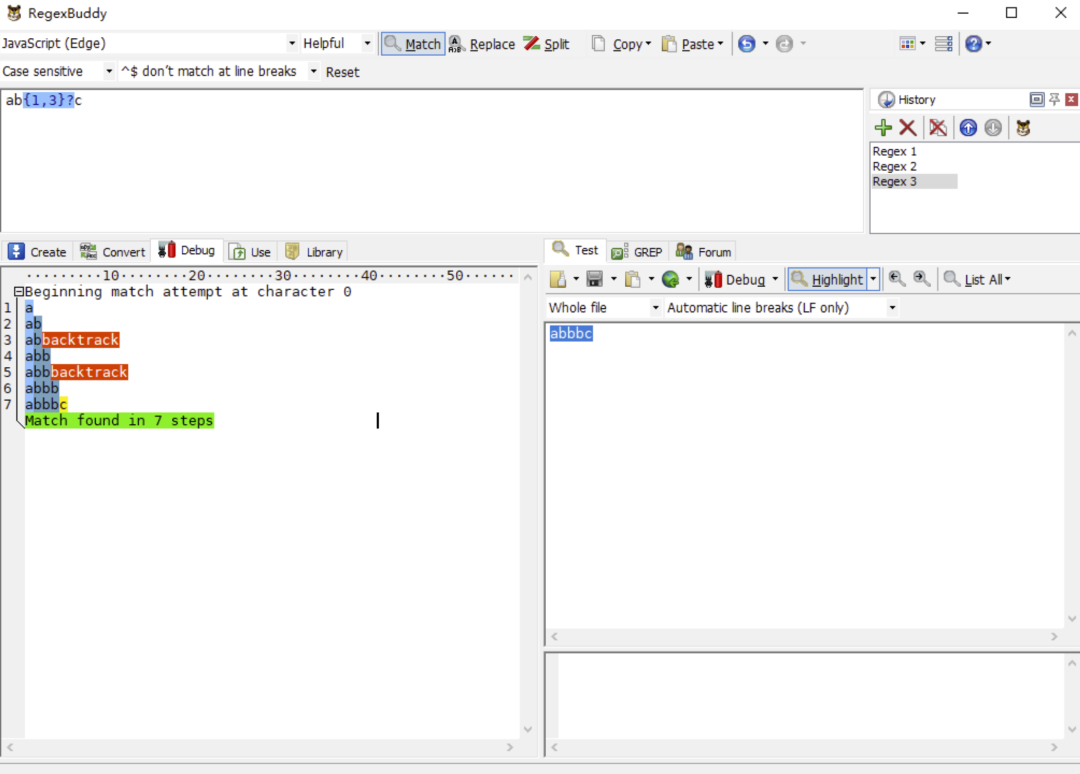 RegexBuddy
JavaScript (Edge) Helpful Match Replace Split Copy Paste
Case sensitive ^$ don't match at line breaks Reset
ab{1,3}?c
History
Regex 1
Regex 2
Regex 3
Create Convert Debug Use Library
Test GREP Forum
Debug Highlight List All
Whole file Automatic line breaks (LF only)
········10········20········30········40········50······
Beginning match attempt at character 0
1 a
2 ab
3 abbacktrack
4 abb
5 abbbacktrack
6 abbb
7 abbbc
Match found in 7 steps
abbbc